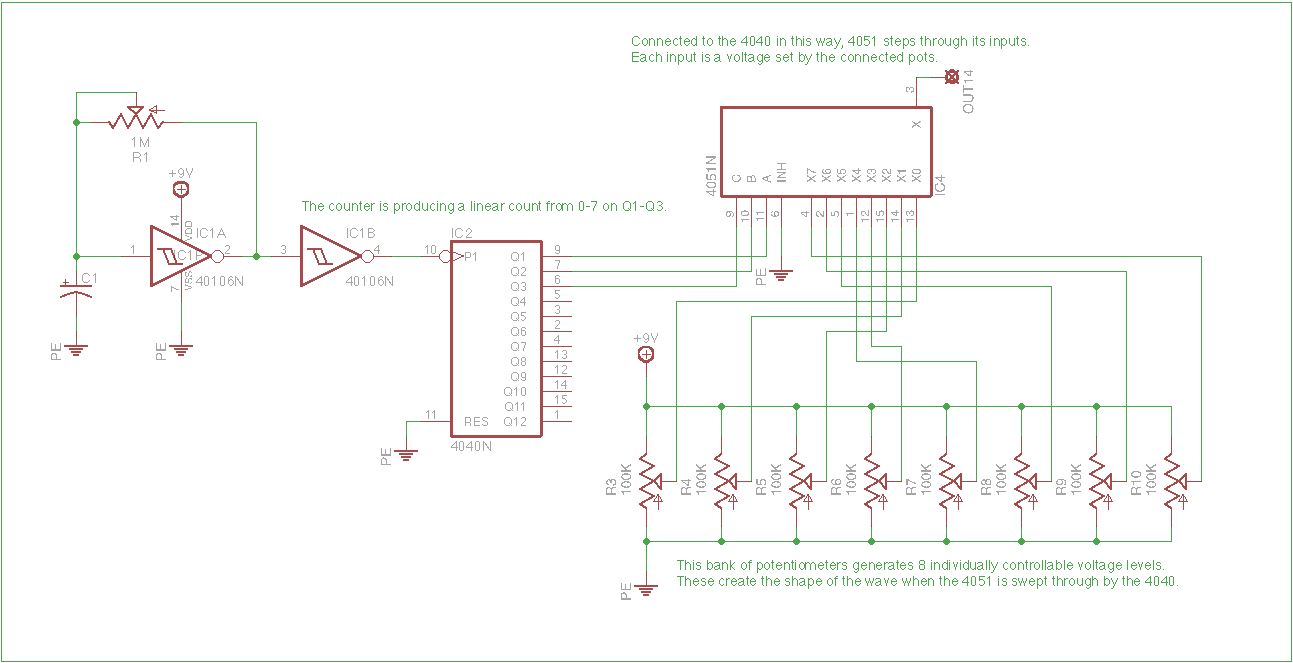 Connected to the 4040 in this way, 4051 steps through its inputs.
Each input is a voltage set by the connected pots.
3
OUT14
X
1M
R1
+9V
4051N
C
B
A
INH
X7
X6
X5
X4
X3
X2
X1
X0
IC4
The counter is producing a linear count from 0-7 on Q1-Q3.
9
10
11
6
4
2
5
1
12
15
14
13
14
VDD
IC1A
1
IC1P
2
VSS
7
40106N
IC1B
3
4
40106N
IC2
10
P1
Q1
9
Q2
7
Q3
6
Q4
5
Q5
3
Q6
2
Q7
4
Q8
13
Q9
12
Q10
14
Q11
15
Q12
1
11
RES
4040N
+
C1
PE
PE
PE
PE
+9V
R3
100K
R4
100K
R5
100K
R6
100K
R7
100K
R8
100K
R9
100K
R10
100K
This bank of potentiometers generates 8 individually controllable voltage levels.
These create the shape of the wave when the 4051 is swept through by the 4040.
PE